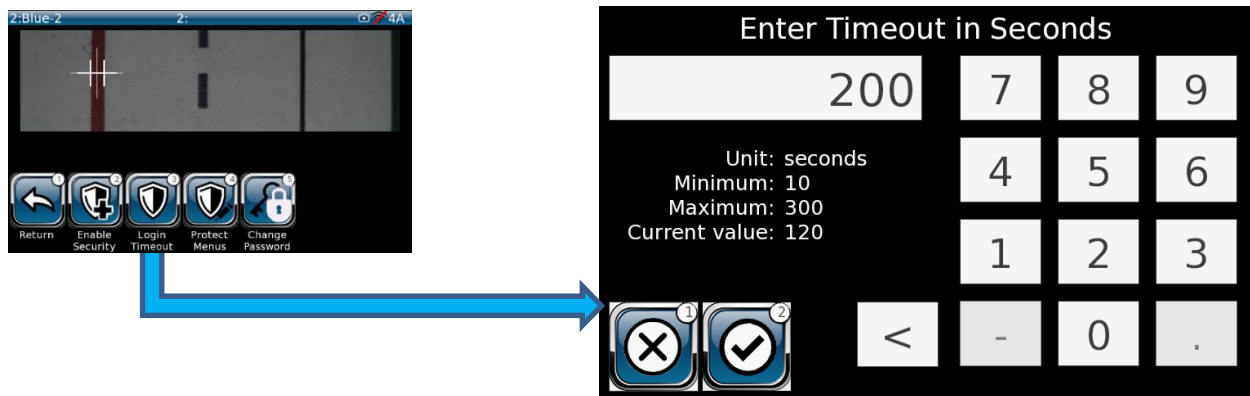 2:Blue-2 2: 4A
1 2 3 4 5
Return Enable Security Login Timeout Protect Menus Change Password
Enter Timeout in Seconds
200
7 8 9
Unit: seconds
Minimum: 10
Maximum: 300
Current value: 120
4 5 6
1 2 3
1 2
< - 0 .